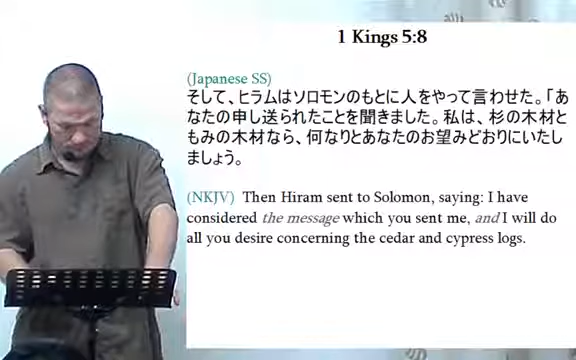 1 Kings 5:8
(Japanese SS)
そして、ヒラムはソロモンのもとに人をやって言わせた。「あ
なたの申し送られたことを聞きました。私は、杉の木材と
もみの木材なら、何なりとあなたのお望みどおりにいたし
ましょう。
(NKJV) Then Hiram sent to Solomon, saying: I have
considered the message which you sent me, and I will do
all you desire concerning the cedar and cypress logs.